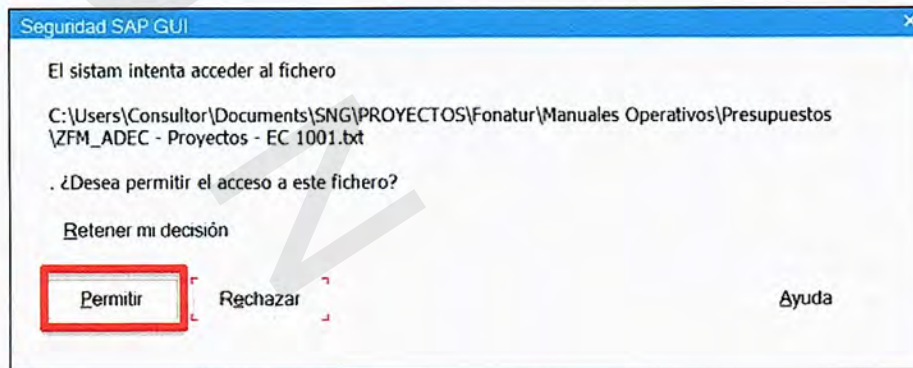 Seguridad SAP GUI
El sistam intenta acceder al fichero
C:\Users\Consultor\Documents\SNG\PROYECTOS\Fonatur\Manuales Operativos\Presupuestos
\ZFM_ADEC - Proyectos - EC 1001.txt
. ¿Desea permitir el acceso a este fichero?
Retener mi decisión
Permitir Rechazar Ayuda